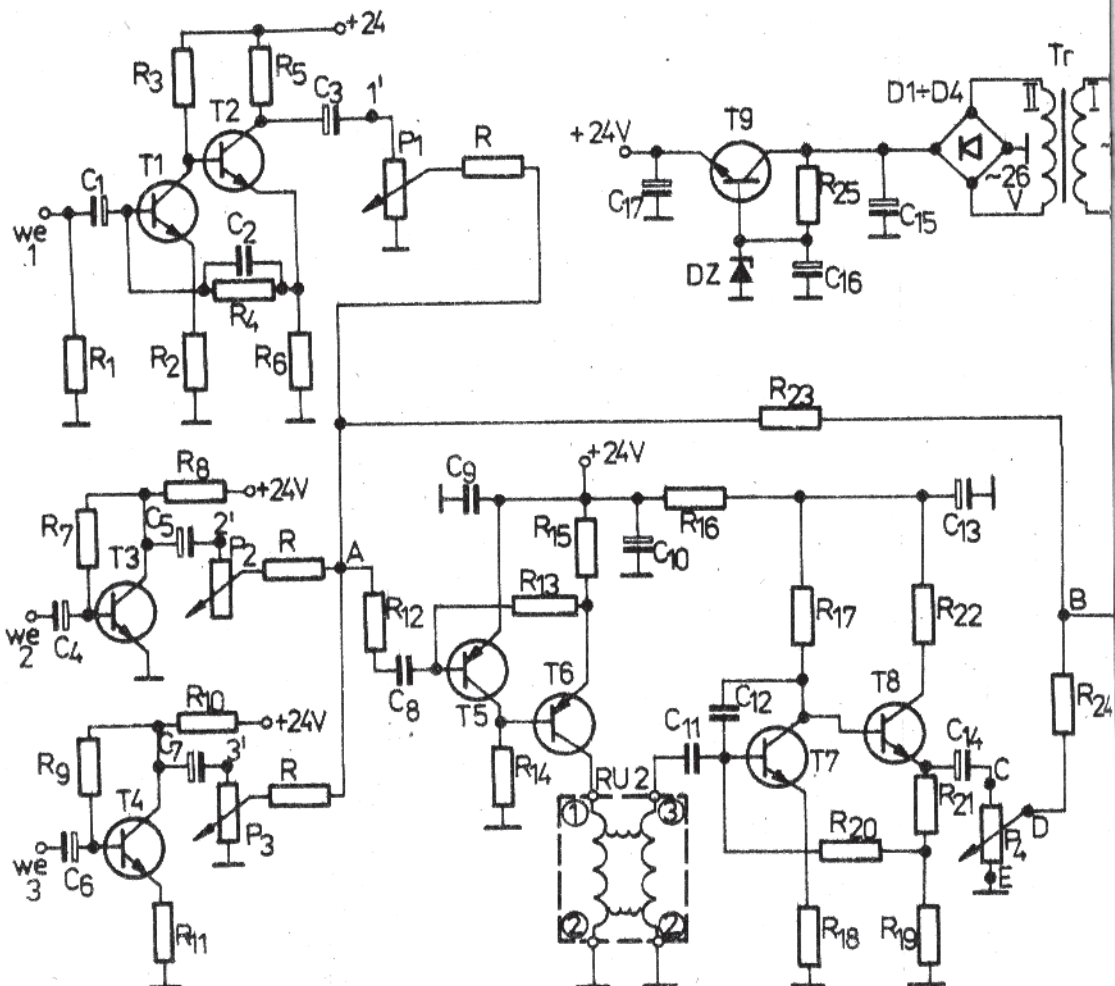 +24
R3
R5
C3
1'
T2
P1
R
T1
C1
we
1
C2
R4
R1
R2
R6
Tr
D1÷D4
II
I
T9
+24V
~26
V
~
C17
R25
C15
DZ
C16
R23
R8
+24V
R7
C5
2'
P2
R
T3
we
2
C4
A
R10
+24V
R9
C7
3'
P3
R
T4
we
3
C6
R11
+24V
C9
R15
R16
C10
C13
R13
R12
C8
T5
T6
R14
R17
R22
C12
C11
T7
T8
C14
C
R21
B
R24
D
P4
E
RU 2
1
3
2
2
R20
R18
R19